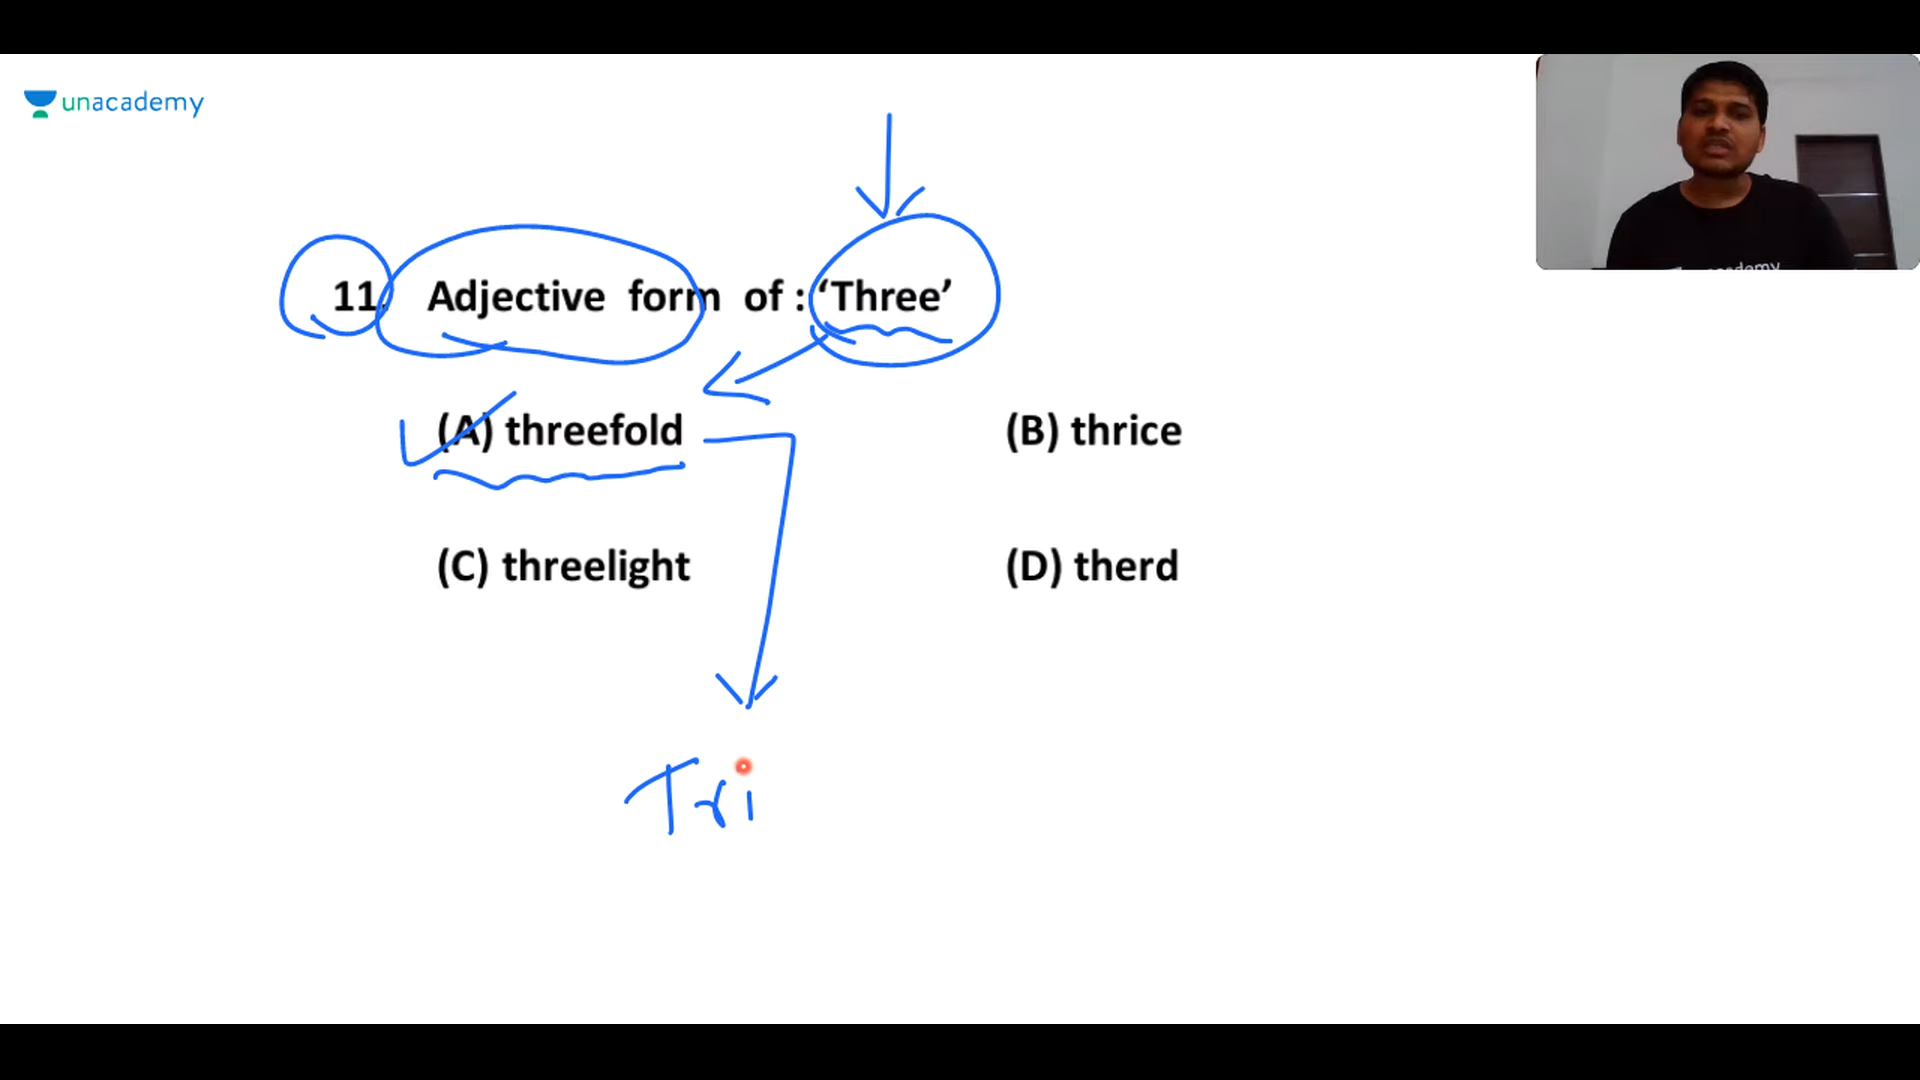 unacademy
11. Adjective form of : ‘Three’
(A) threefold
(B) thrice
(C) threelight
(D) therd
Tri